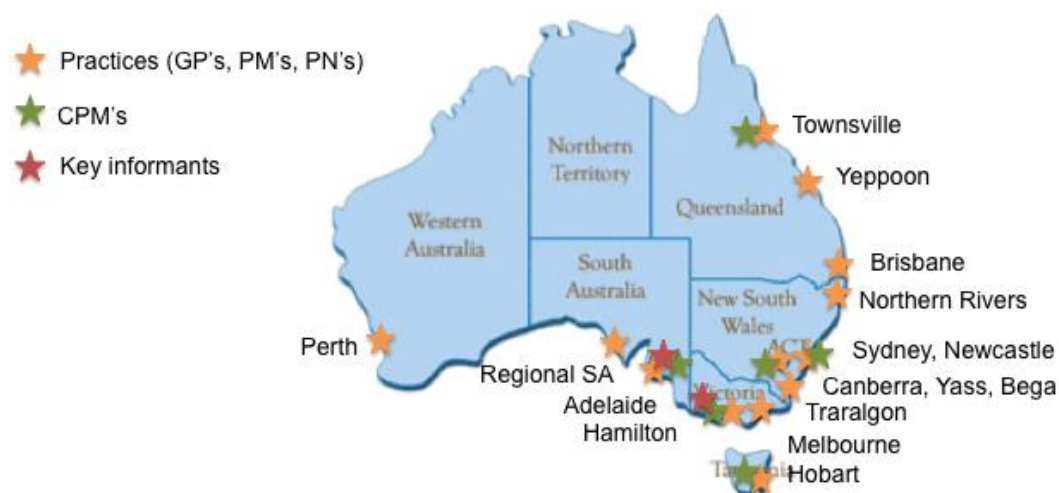 Practices (GP's, PM's, PN's)
CPM's
Key informants
Northern
Territory
Western
Australia
Queensland
South
Australia
New South
Wales
ACT
Victoria
Townsville
Yeppoon
Brisbane
Northern Rivers
Sydney, Newcastle
Canberra, Yass, Bega
Traralgon
Perth
Regional SA
Adelaide
Hamilton
Melbourne
Hobart